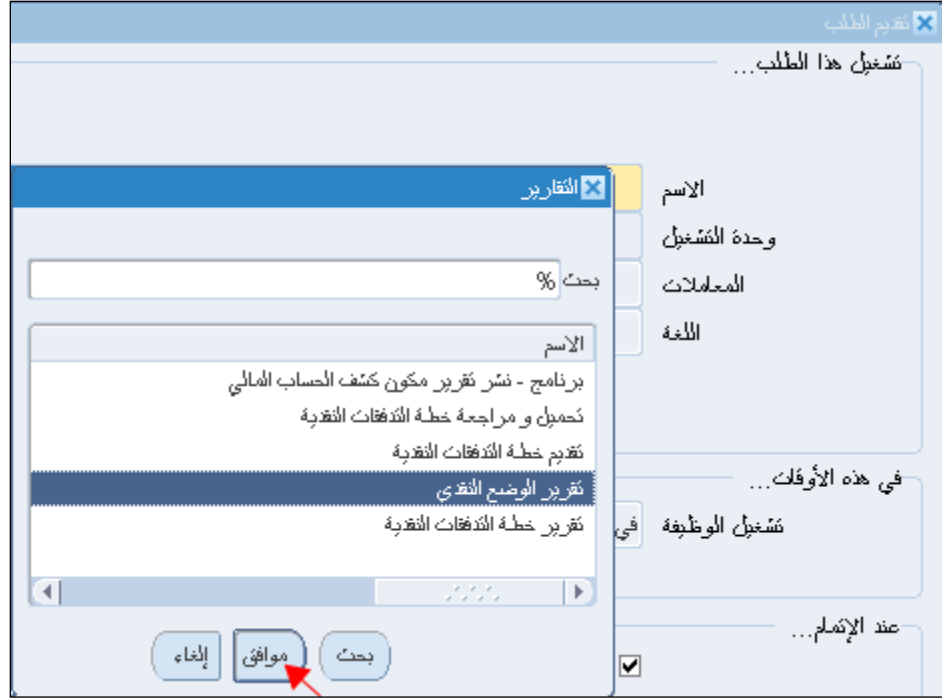 تقديم الطلب
تشغيل هذا الطلب...
الاسم
وحدة التشغيل
المعاملات
اللغة
التقارير
بحث %
الاسم
برنامج - نشر تقرير مكون كشف الحساب المالي
تحميل و مراجعة خطة التدفقات النقدية
تقديم خطة التدفقات النقدية
تقرير الوضع النقدي
تقرير خطة التدفقات النقدية
بحث موافق إلغاء
في هذه الأوقات...
تشغيل الوظيفة في
عند الإتمام...